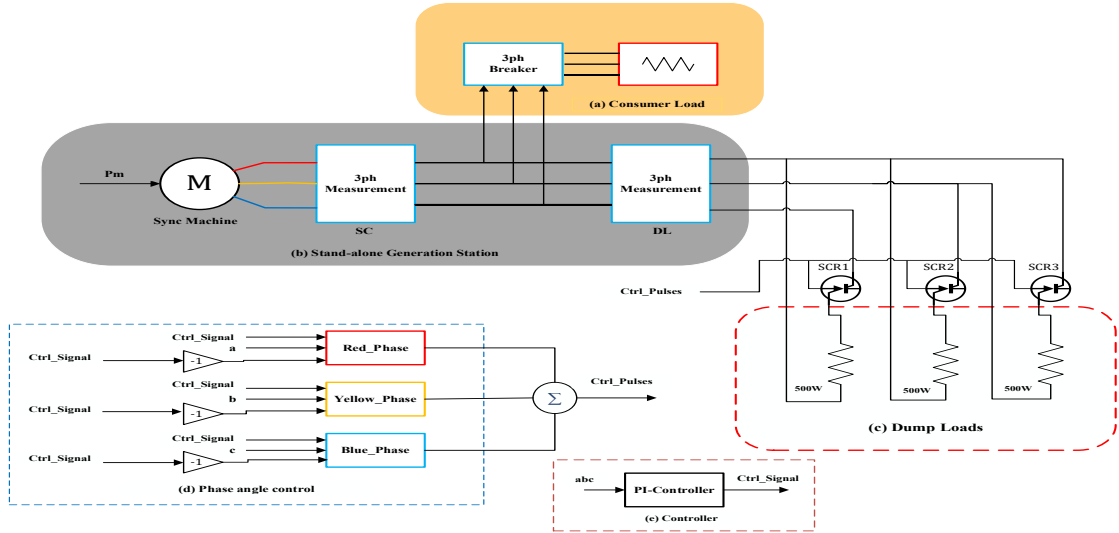 3ph
Breaker
(a) Consumer Load
Pm
M
Sync Machine
3ph
Measurement
SC
3ph
Measurement
DL
(b) Stand-alone Generation Station
Ctrl_Pulses
SCR1
SCR2
SCR3
500W
500W
500W
(c) Dump Loads
Ctrl_Signal
Ctrl_Signal
a
-1
Red_Phase
Ctrl_Signal
Ctrl_Signal
b
-1
Yellow_Phase
Ctrl_Signal
Ctrl_Signal
c
-1
Blue_Phase
Σ
Ctrl_Pulses
(d) Phase angle control
abc
PI-Controller
Ctrl_Signal
(e) Controller